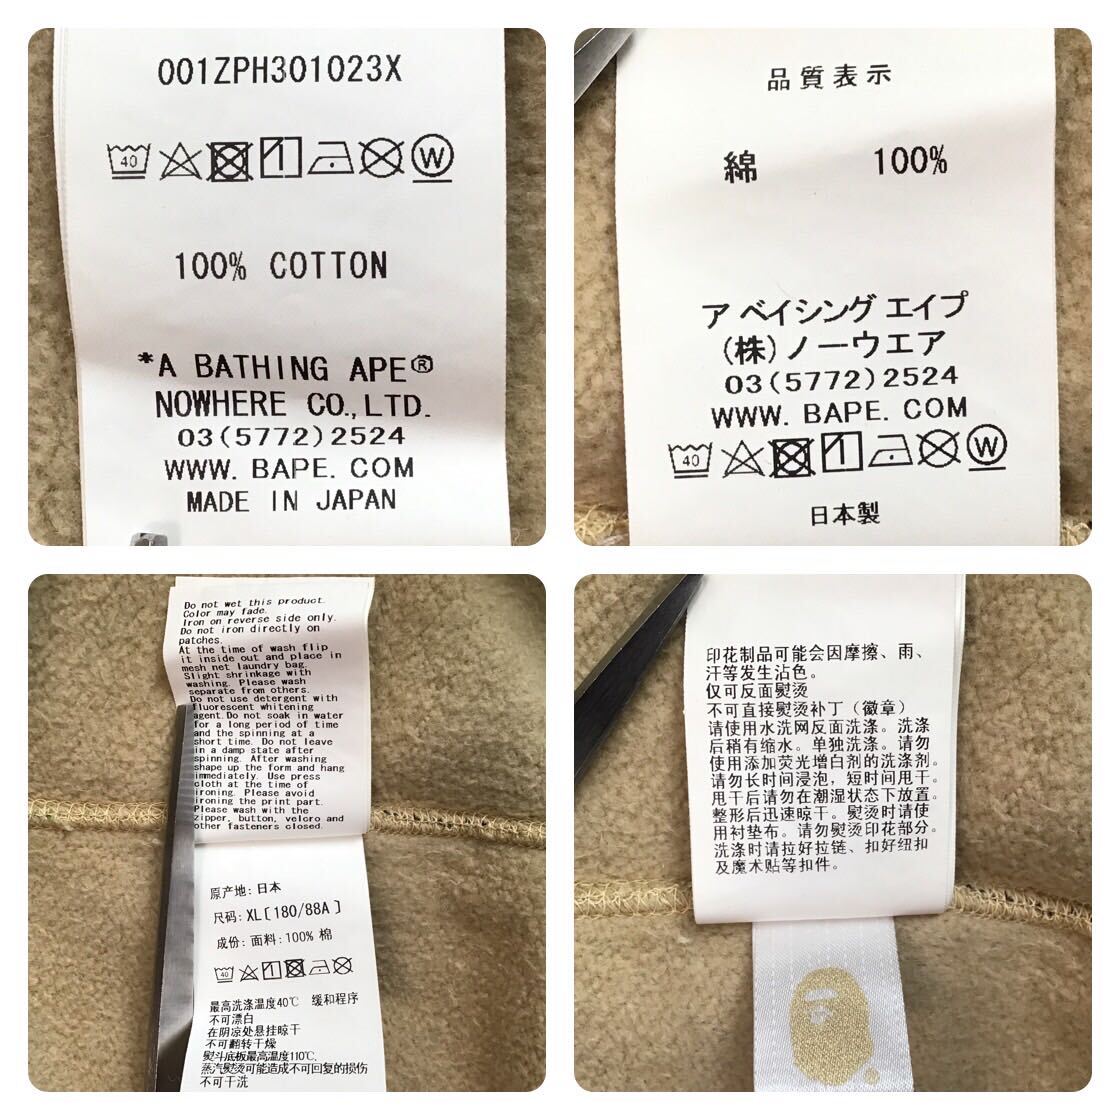 001ZPH301023X
40
W
100% COTTON
*A BATHING APE®
NOWHERE CO.,LTD.
03(5772)2524
WWW. BAPE. COM
MADE IN JAPAN
品質表示
綿 100%
ア ベイシング エイプ
(株)ノーウエア
03(5772)2524
WWW. BAPE. COM
40
W
日本製
Do not wet this product.
Color may fade.
Iron on reverse side only.
Do not iron directly on
patches.
At the time of wash flip
it inside out and place in
mesh net laundry bag.
Slight shrinkage with
washing. Please wash
separate from others.
Do not use detergent with
fluorescent whitening
agent.Do not soak in water
for a long period of time
and the spinning at a
short time. Do not leave
in a damp state after
spinning. After washing
shape up the form and hang
immediately. Use press
cloth at the time of
ironing. Please avoid
ironing the print part.
Please wash with the
zipper, button, velcro and
other fasteners closed.
原产地: 日本
尺码: XL[180/88A]
成份: 面料: 100% 棉
40
最高洗涤温度40℃ 缓和程序
不可漂白
在阴凉处悬挂晾干
不可翻转干燥
熨斗底板最高温度110℃.
蒸汽熨烫可能造成不可回复的损伤
不可干洗
印花制品可能会因摩擦、雨、
汗等发生沾色。
仅可反面熨烫
不可直接熨烫补丁（徽章）
请使用水洗网反面洗涤。洗涤
后稍有缩水。单独洗涤。请勿
使用添加荧光增白剂的洗涤剂。
请勿长时间浸泡，短时间甩干。
甩干后请勿在潮湿状态下放置。
整形后迅速晾干。熨烫时请使
用衬垫布。请勿熨烫印花部分。
洗涤时请拉好拉链、扣好纽扣
及魔术贴等扣件。